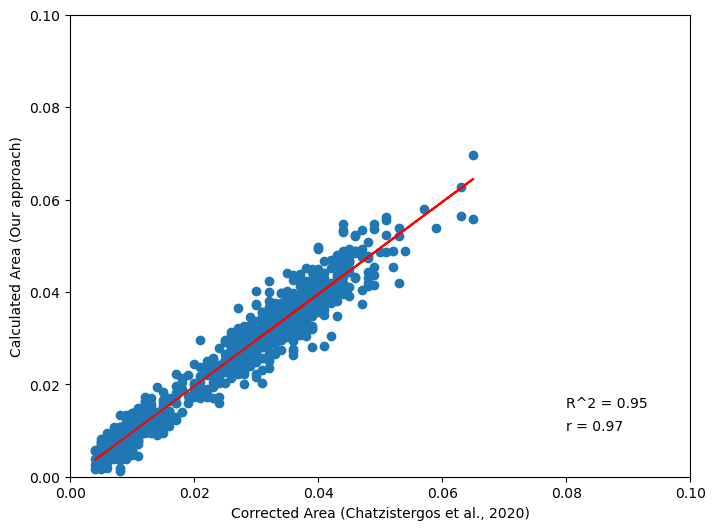 0.10
0.08
0.06
0.04
0.02
0.00
Calculated Area (Our approach)
R^2 = 0.95
r = 0.97
0.00 0.02 0.04 0.06 0.08 0.10
Corrected Area (Chatzistergos et al., 2020)